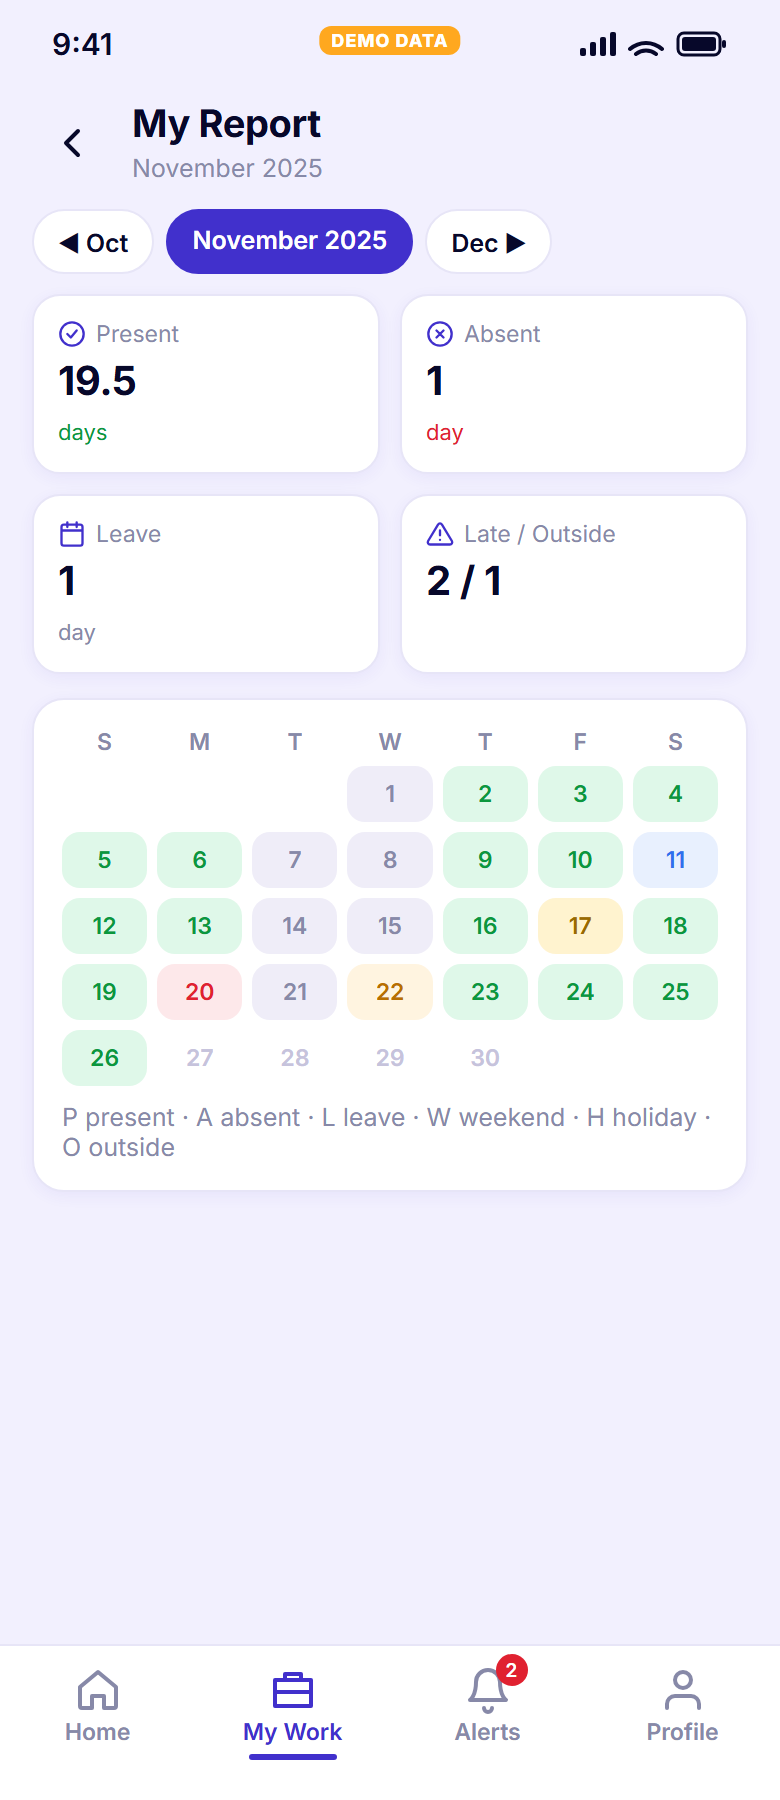 9:41
DEMO DATA
My Report
November 2025
◀ Oct
November 2025
Dec ▶
Present
19.5
days
Absent
1
day
Leave
1
day
Late / Outside
2 / 1
S M T W T F S
1 2 3 4
5 6 7 8 9 10 11
12 13 14 15 16 17 18
19 20 21 22 23 24 25
26 27 28 29 30
P present · A absent · L leave · W weekend · H holiday ·
O outside
2
Home
My Work
Alerts
Profile